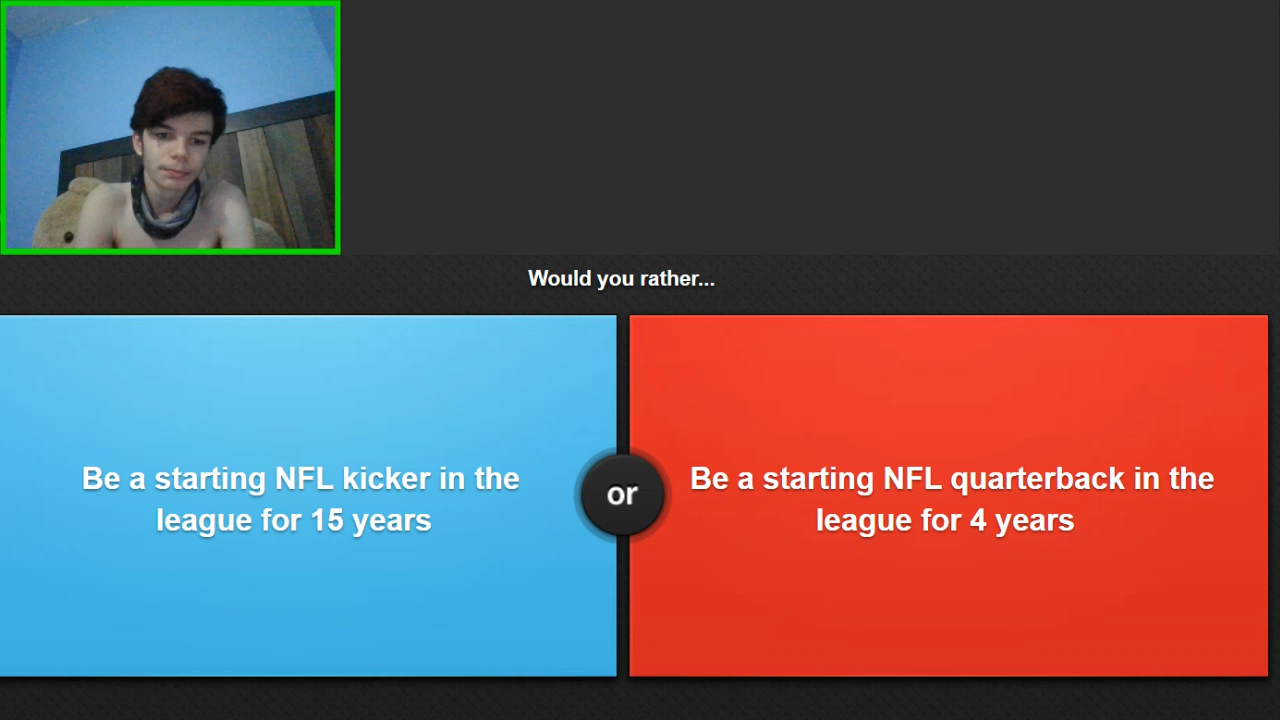 Would you rather...
Be a starting NFL kicker in the
league for 15 years
or
Be a starting NFL quarterback in the
league for 4 years